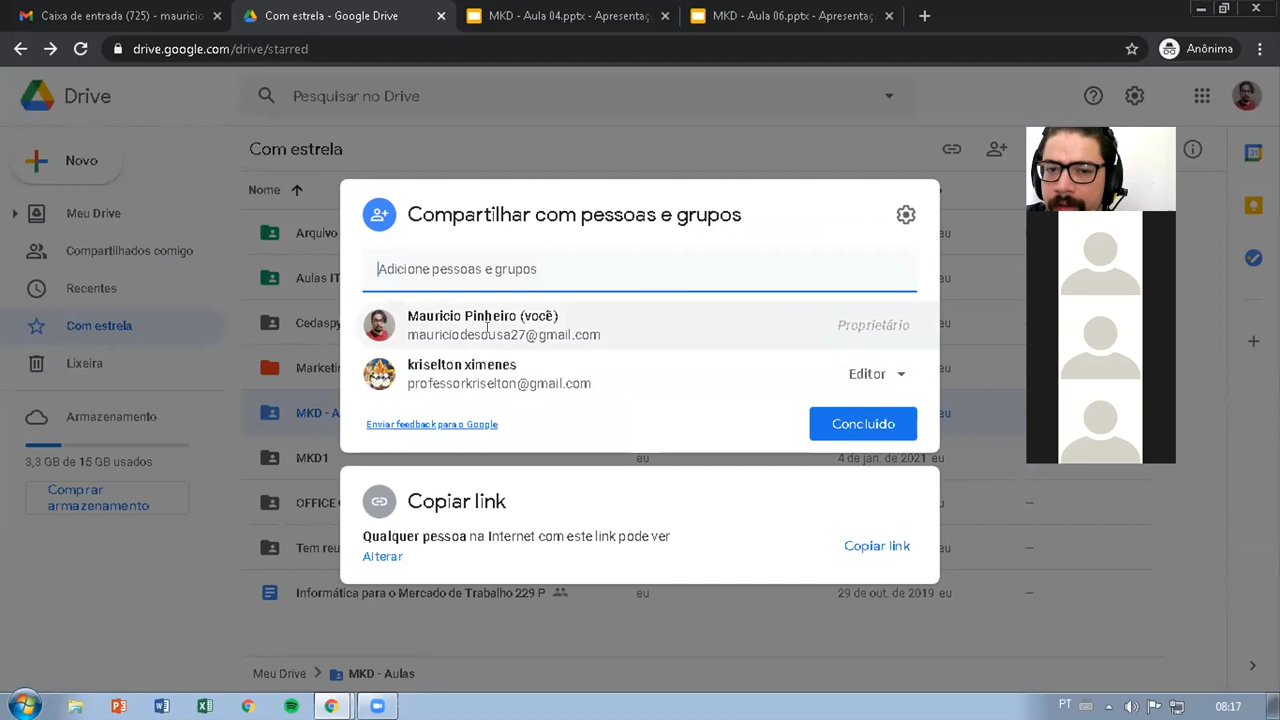 Caixa de entrada (725) - mauricio
Com estrela - Google Drive
MKD - Aula 04.pptx - Apresentaç
MKD - Aula 06.pptx - Apresentaç
drive.google.com/drive/starred
Anônima
Drive
Pesquisar no Drive
Novo
Com estrela
Nome
Meu Drive
Compartilhados comigo
Recentes
Com estrela
Lixeira
Armazenamento
3,3 GB de 15 GB usados
Comprar
armazenamento
Arquivo
Aulas IT
Cedaspy
Marketi
MKD - A
MKD1
eu
4 de jan. de 2021 eu
OFFICE
Tem reu
Informática para o Mercado de Trabalho 229 P
eu
29 de out. de 2019 eu
—
Compartilhar com pessoas e grupos
Adicione pessoas e grupos
Mauricio Pinheiro (você)
mauriciodesousa27@gmail.com
Proprietário
kriselton ximenes
professorkriselton@gmail.com
Editor
Enviar feedback para o Google
Concluído
Copiar link
Qualquer pessoa na Internet com este link pode ver
Alterar
Copiar link
Meu Drive
MKD - Aulas
PT
08:17